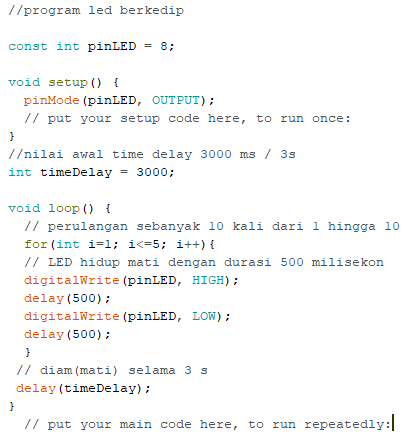 //program led berkedip
const int pinLED = 8;
void setup() {
pinMode(pinLED, OUTPUT);
// put your setup code here, to run once:
}
//nilai awal time delay 3000 ms / 3s
int timeDelay = 3000;
void loop() {
// perulangan sebanyak 10 kali dari 1 hingga 10
for(int i=1; i<=5; i++){
// LED hidup mati dengan durasi 500 milisekon
digitalWrite(pinLED, HIGH);
delay(500);
digitalWrite(pinLED, LOW);
delay(500);
}
// diam(mati) selama 3 s
delay(timeDelay);
}
// put your main code here, to run repeatedly: